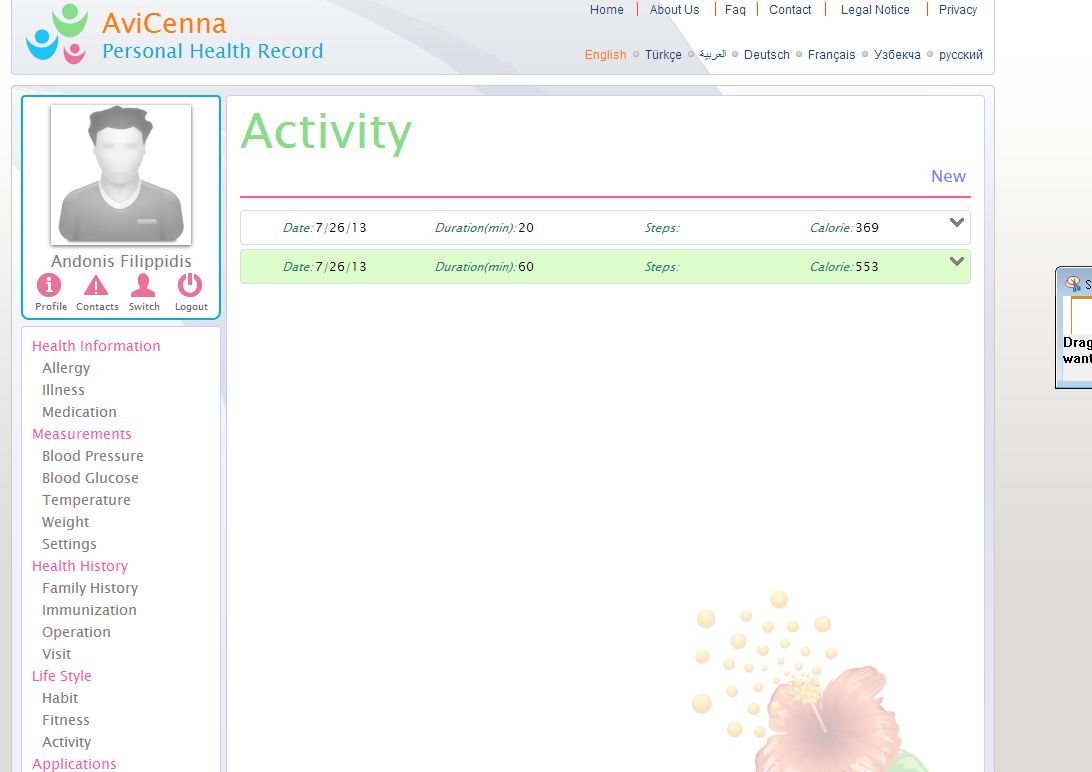 AviCenna
Personal Health Record
Home | About Us | Faq | Contact | Legal Notice | Privacy
English Türkçe العربية Deutsch Français Узбекча русский
Andonis Filippidis
Profile Contacts Switch Logout
Health Information
Allergy
Illness
Medication
Measurements
Blood Pressure
Blood Glucose
Temperature
Weight
Settings
Health History
Family History
Immunization
Operation
Visit
Life Style
Habit
Fitness
Activity
Applications
Activity
New
Date: 7/26/13 Duration(min): 20 Steps: Calorie: 369
Date: 7/26/13 Duration(min): 60 Steps: Calorie: 553
S
Drag
want